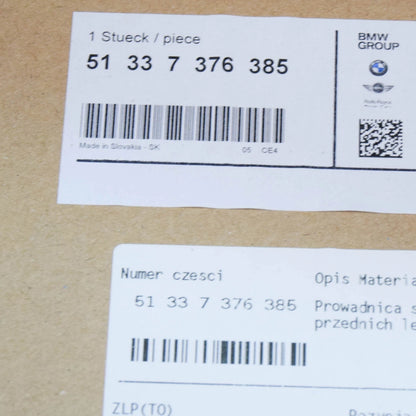 1 Stueck / piece
51 33 7 376 385
Made in Slovakia - SK
05 CE4
BMW
GROUP
Numer czesci
51 33 7 376 385
Opis Materia
Prowadnica s
przednich le
ZLP(TO)